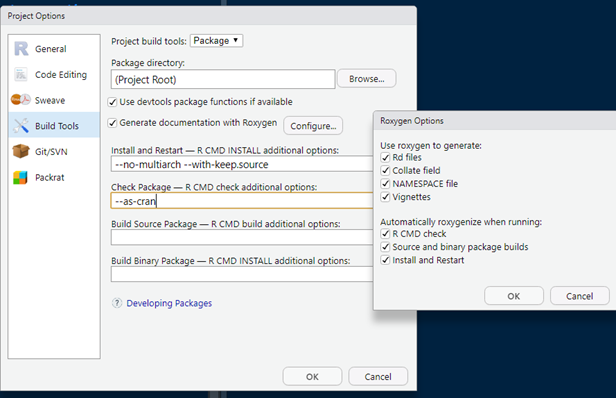 Project Options
General
Code Editing
Sweave
Build Tools
Git/SVN
Packrat
Project build tools: Package
Package directory:
(Project Root)
Browse...
Use devtools package functions if available
Generate documentation with Roxygen
Configure...
Install and Restart — R CMD INSTALL additional options:
--no-multiarch --with-keep.source
Check Package — R CMD check additional options:
--as-cran
Build Source Package — R CMD build additional options:
Build Binary Package — R CMD INSTALL additional options:
Developing Packages
OK
Cancel
Roxygen Options
Use roxygen to generate:
Rd files
Collate field
NAMESPACE file
Vignettes
Automatically roxygenize when running:
R CMD check
Source and binary package builds
Install and Restart
OK
Cancel